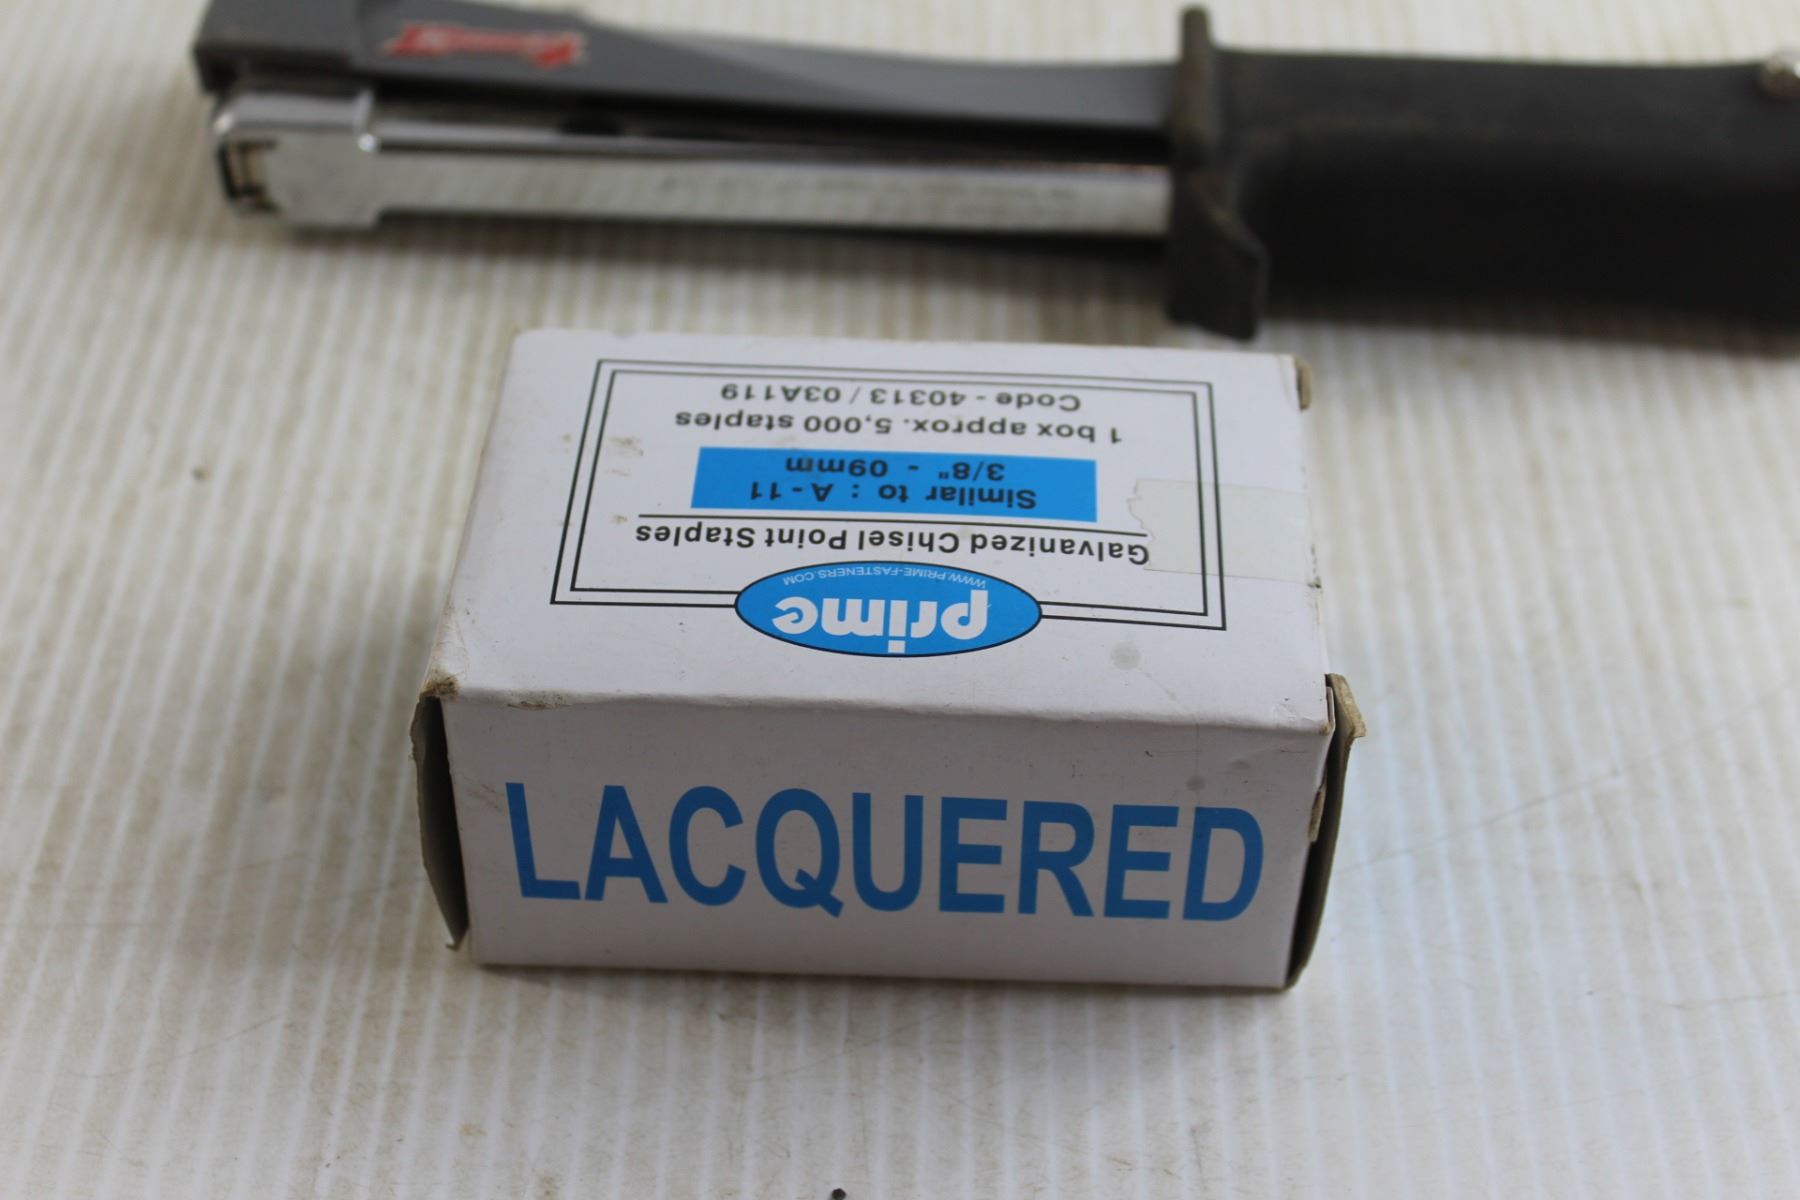 prime
WWW.PRIME-FASTENERS.COM
Galvanized Chisel Point Staples
Similar to : A - 11
3/8" - 09mm
1 box approx. 5,000 staples
Code - 40313 / 03A119
LACQUERED